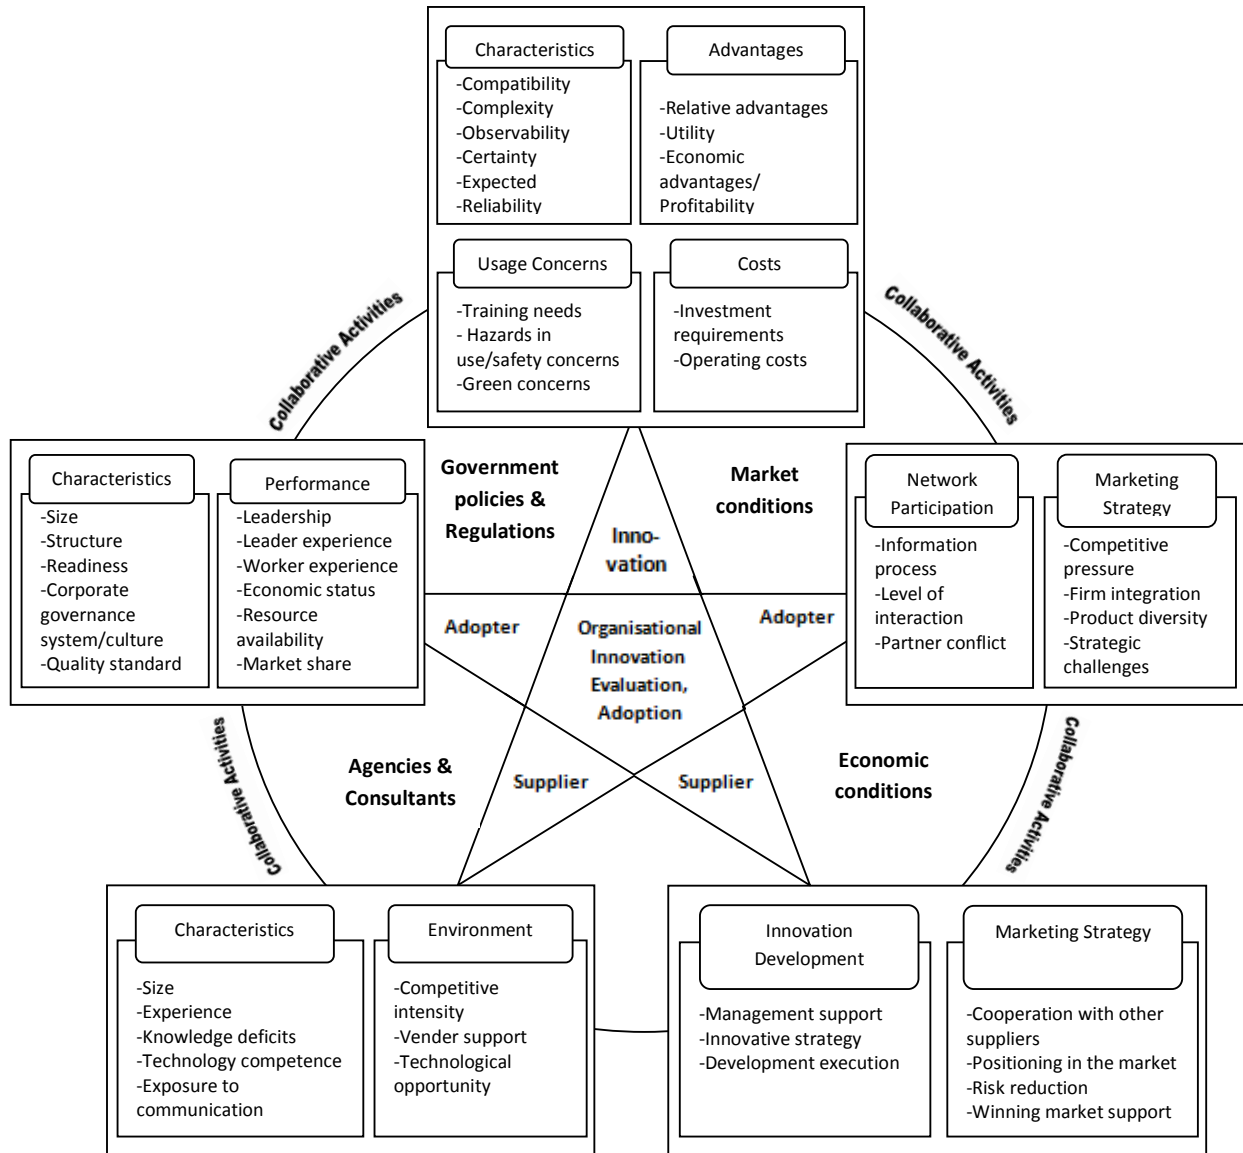 Characteristics
-Compatibility
-Complexity
-Observability
-Certainty
-Expected
-Reliability
Advantages
-Relative advantages
-Utility
-Economic
advantages/
Profitability
Usage Concerns
-Training needs
- Hazards in
use/safety concerns
-Green concerns
Costs
-Investment
requirements
-Operating costs
Collaborative Activities
Collaborative Activities
Characteristics
-Size
-Structure
-Readiness
-Corporate
governance
system/culture
-Quality standard
Performance
-Leadership
-Leader experience
-Worker experience
-Economic status
-Resource
availability
-Market share
Government
policies &
Regulations
Market
conditions
Inno-
vation
Adopter
Organisational
Innovation
Evaluation,
Adoption
Adopter
Network
Participation
-Information
process
-Level of
interaction
-Partner conflict
Marketing
Strategy
-Competitive
pressure
-Firm integration
-Product diversity
-Strategic
challenges
Collaborative Activities
Agencies &
Consultants
Supplier
Supplier
Economic
conditions
Collaborative Activities
Characteristics
-Size
-Experience
-Knowledge deficits
-Technology competence
-Exposure to
communication
Environment
-Competitive
intensity
-Vender support
-Technological
opportunity
Innovation
Development
-Management support
-Innovative strategy
-Development execution
Marketing Strategy
-Cooperation with other
suppliers
-Positioning in the market
-Risk reduction
-Winning market support